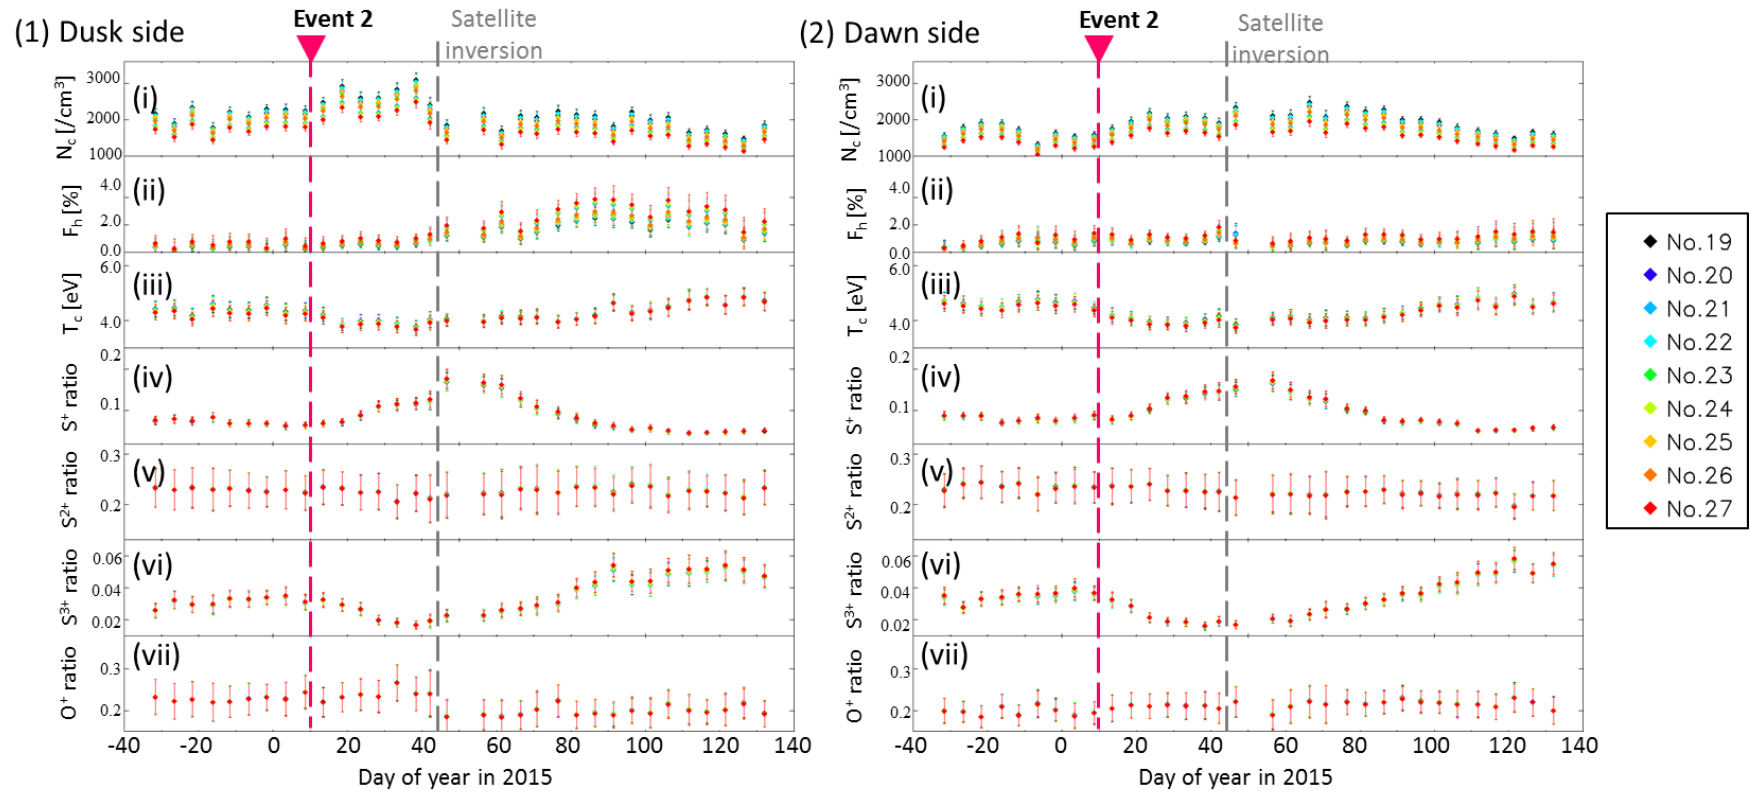 (1) Dusk side
Event 2
Satellite
inversion
(i)
Nc [/cm³]
3000
2000
1000
(ii)
Fh [%]
4.0
2.0
0.0
(iii)
Tc [eV]
6.0
4.0
(iv)
S⁺ ratio
0.2
0.1
(v)
S²⁺ ratio
0.3
0.2
(vi)
S³⁺ ratio
0.06
0.04
0.02
(vii)
O⁺ ratio
0.3
0.2
-40 -20 0 20 40 60 80 100 120 140
Day of year in 2015
(2) Dawn side
Event 2
Satellite
inversion
(i)
Nc [/cm³]
3000
2000
1000
(ii)
Fh [%]
4.0
2.0
0.0
(iii)
Tc [eV]
6.0
4.0
(iv)
S⁺ ratio
0.2
0.1
(v)
S²⁺ ratio
0.3
0.2
(vi)
S³⁺ ratio
0.06
0.04
0.02
(vii)
O⁺ ratio
0.3
0.2
-40 -20 0 20 40 60 80 100 120 140
Day of year in 2015
No.19
No.20
No.21
No.22
No.23
No.24
No.25
No.26
No.27